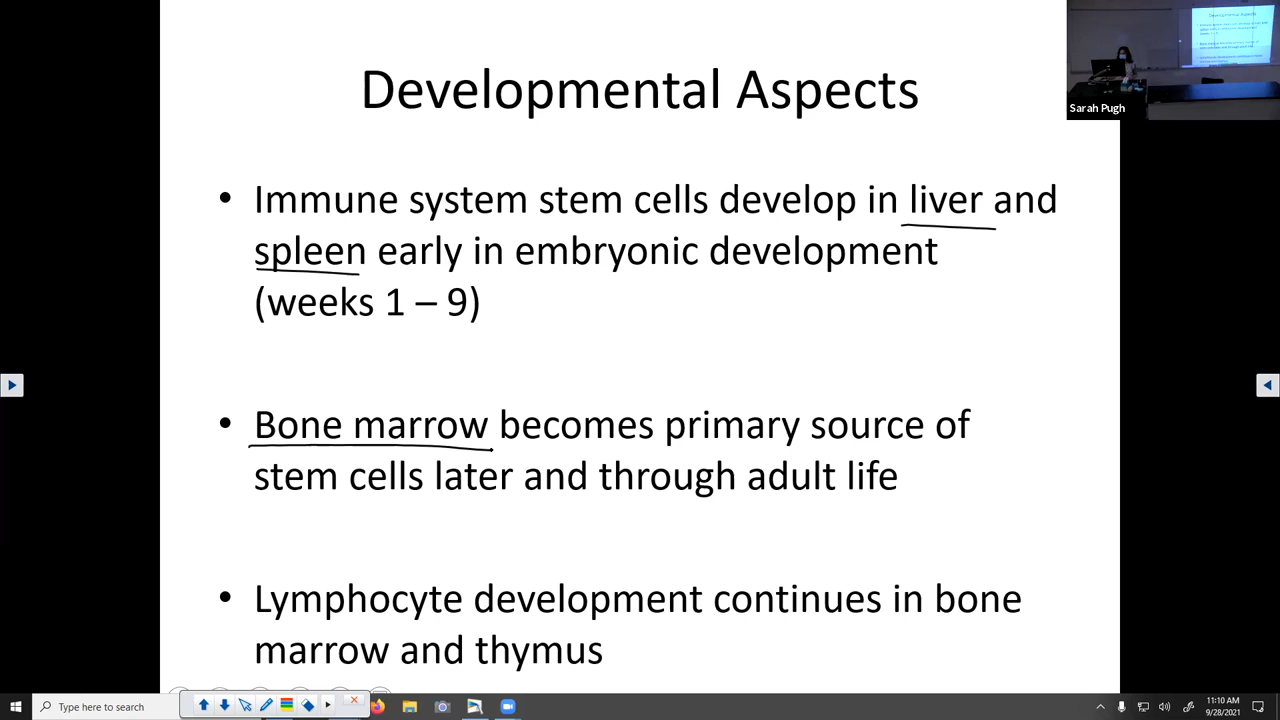 Developmental Aspects
• Immune system stem cells develop in liver and
spleen early in embryonic development
(weeks 1 – 9)
• Bone marrow becomes primary source of
stem cells later and through adult life
• Lymphocyte development continues in bone
marrow and thymus
Developmental Aspects
Sarah Pugh
Type here to search
11:10 AM
9/28/2021